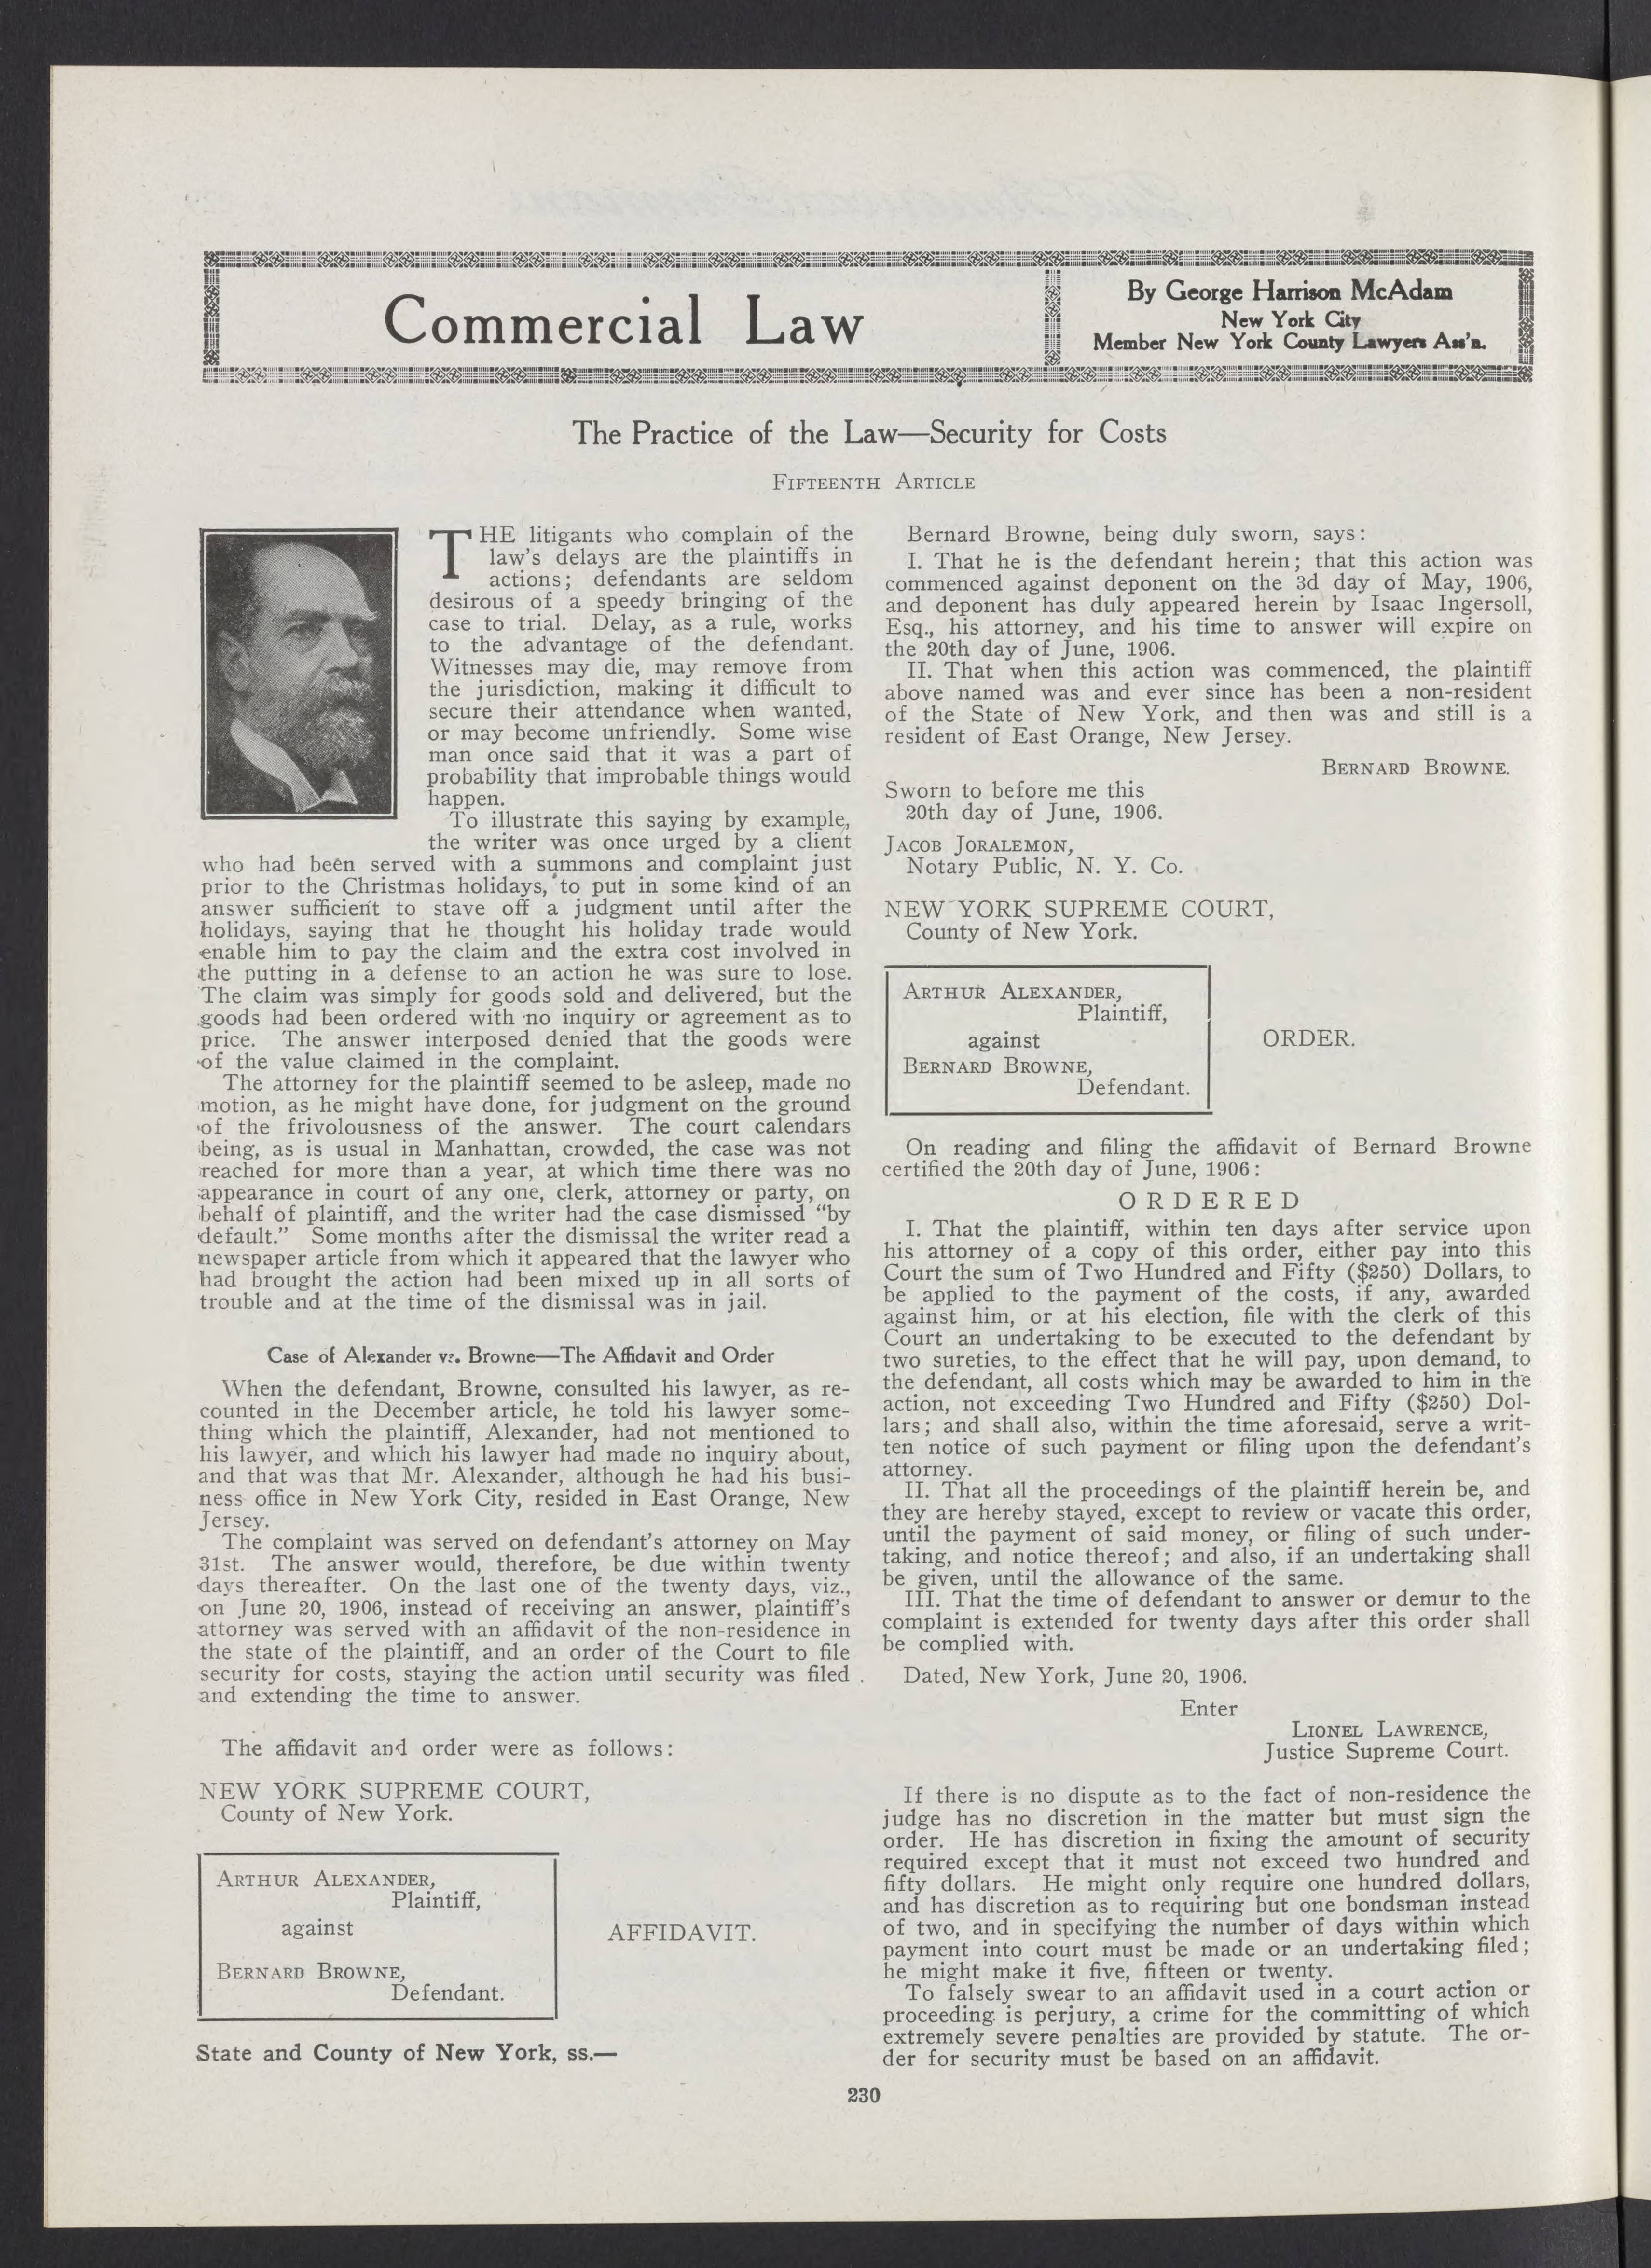 Commercial Law
By George Harrison McAdam
New York City
Member New York County Lawyers Ass'n.
The Practice of the Law—Security for Costs
FIFTEENTH ARTICLE
THE litigants who complain of the
law's delays are the plaintiffs in
actions; defendants are seldom
desirous of a speedy bringing of the
case to trial. Delay, as a rule, works
to the advantage of the defendant.
Witnesses may die, may remove from
the jurisdiction, making it difficult to
secure their attendance when wanted,
or may become unfriendly. Some wise
man once said that it was a part of
probability that improbable things would
happen.
To illustrate this saying by example,
the writer was once urged by a client
who had been served with a summons and complaint just
prior to the Christmas holidays, to put in some kind of an
answer sufficient to stave off a judgment until after the
holidays, saying that he thought his holiday trade would
enable him to pay the claim and the extra cost involved in
the putting in a defense to an action he was sure to lose.
The claim was simply for goods sold and delivered, but the
goods had been ordered with no inquiry or agreement as to
price. The answer interposed denied that the goods were
of the value claimed in the complaint.
The attorney for the plaintiff seemed to be asleep, made no
motion, as he might have done, for judgment on the ground
of the frivolousness of the answer. The court calendars
being, as is usual in Manhattan, crowded, the case was not
reached for more than a year, at which time there was no
appearance in court of any one, clerk, attorney or party, on
behalf of plaintiff, and the writer had the case dismissed "by
default." Some months after the dismissal the writer read a
newspaper article from which it appeared that the lawyer who
had brought the action had been mixed up in all sorts of
trouble and at the time of the dismissal was in jail.
Case of Alexander vs. Browne—The Affidavit and Order
When the defendant, Browne, consulted his lawyer, as re-
counted in the December article, he told his lawyer some-
thing which the plaintiff, Alexander, had not mentioned to
his lawyer, and which his lawyer had made no inquiry about,
and that was that Mr. Alexander, although he had his busi-
ness office in New York City, resided in East Orange, New
Jersey.
The complaint was served on defendant's attorney on May
31st. The answer would, therefore, be due within twenty
days thereafter. On the last one of the twenty days, viz.,
on June 20, 1906, instead of receiving an answer, plaintiff's
attorney was served with an affidavit of the non-residence in
the state of the plaintiff, and an order of the Court to file
security for costs, staying the action until security was filed
and extending the time to answer.
The affidavit and order were as follows:
NEW YORK SUPREME COURT,
County of New York.
ARTHUR ALEXANDER,
Plaintiff,
against
BERNARD BROWNE,
Defendant.
AFFIDAVIT.
State and County of New York, ss.—
Bernard Browne, being duly sworn, says:
I. That he is the defendant herein; that this action was
commenced against deponent on the 3d day of May, 1906,
and deponent has duly appeared herein by Isaac Ingersoll,
Esq., his attorney, and his time to answer will expire on
the 20th day of June, 1906.
II. That when this action was commenced, the plaintiff
above named was and ever since has been a non-resident
of the State of New York, and then was and still is a
resident of East Orange, New Jersey.
BERNARD BROWNE.
Sworn to before me this
20th day of June, 1906.
JACOB JORALEMON,
Notary Public, N. Y. Co.
NEW YORK SUPREME COURT,
County of New York.
ARTHUR ALEXANDER,
Plaintiff,
against
BERNARD BROWNE,
Defendant.
ORDER.
On reading and filing the affidavit of Bernard Browne
certified the 20th day of June, 1906:
ORDERED
I. That the plaintiff, within ten days after service upon
his attorney of a copy of this order, either pay into this
Court the sum of Two Hundred and Fifty ($250) Dollars, to
be applied to the payment of the costs, if any, awarded
against him, or at his election, file with the clerk of this
Court an undertaking to be executed to the defendant by
two sureties, to the effect that he will pay, upon demand, to
the defendant, all costs which may be awarded to him in the
action, not exceeding Two Hundred and Fifty ($250) Dol-
lars; and shall also, within the time aforesaid, serve a writ-
ten notice of such payment or filing upon the defendant's
attorney.
II. That all the proceedings of the plaintiff herein be, and
they are hereby stayed, except to review or vacate this order,
until the payment of said money, or filing of such under-
taking, and notice thereof; and also, if an undertaking shall
be given, until the allowance of the same.
III. That the time of defendant to answer or demur to the
complaint is extended for twenty days after this order shall
be complied with.
Dated, New York, June 20, 1906.
Enter
LIONEL LAWRENCE,
Justice Supreme Court.
If there is no dispute as to the fact of non-residence the
judge has no discretion in the matter but must sign the
order. He has discretion in fixing the amount of security
required except that it must not exceed two hundred and
fifty dollars. He might only require one hundred dollars,
and has discretion as to requiring but one bondsman instead
of two, and in specifying the number of days within which
payment into court must be made or an undertaking filed;
he might make it five, fifteen or twenty.
To falsely swear to an affidavit used in a court action or
proceeding is perjury, a crime for the committing of which
extremely severe penalties are provided by statute. The or-
der for security must be based on an affidavit.
230